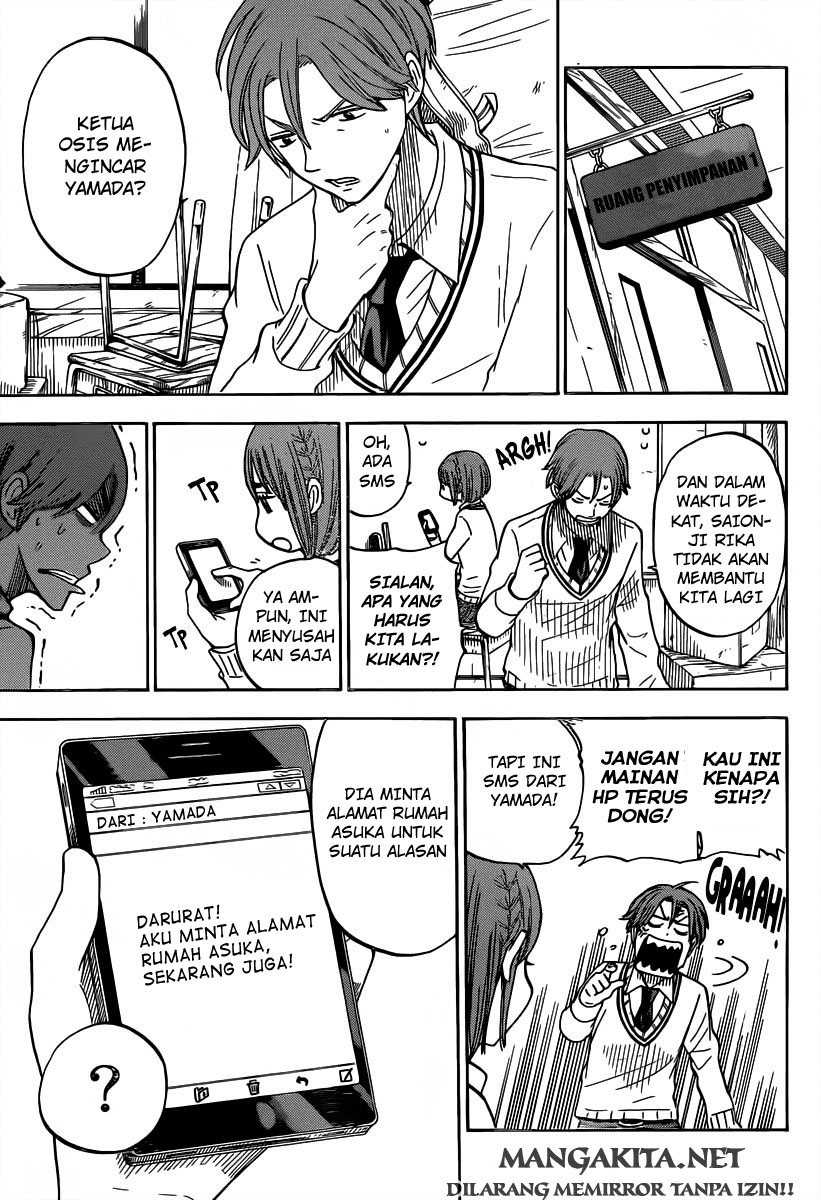 RUANG PENYIMPANAN 1
KETUA
OSIS ME-
NGINCAR
YAMADA?
DAN DALAM
WAKTU DE-
KAT, SAION-
JI RIKA
TIDAK AKAN
MEMBANTU
KITA LAGI
ARGH!
OH,
ADA
SMS
SIALAN,
APA YANG
HARUS
KITA LA-
KUKAN?!
TP
TP
YA AM-
PUN, INI
MENYUSAH
KAN SAJA
KAU INI
KENAPA
SIH?!
JANGAN
MAINAN
HP TERUS
DONG!
TAPI INI
SMS DARI
YAMADA!
GRAAAAH!
DIA MINTA
ALAMAT RUMAH
ASUKA UNTUK
SUATU ALASAN
DARI : YAMADA
DARURAT!
AKU MINTA ALAMAT
RUMAH ASUKA,
SEKARANG JUGA!
?
MANGAKITA.NET
DILARANG MEMIRROR TANPA IZIN!!